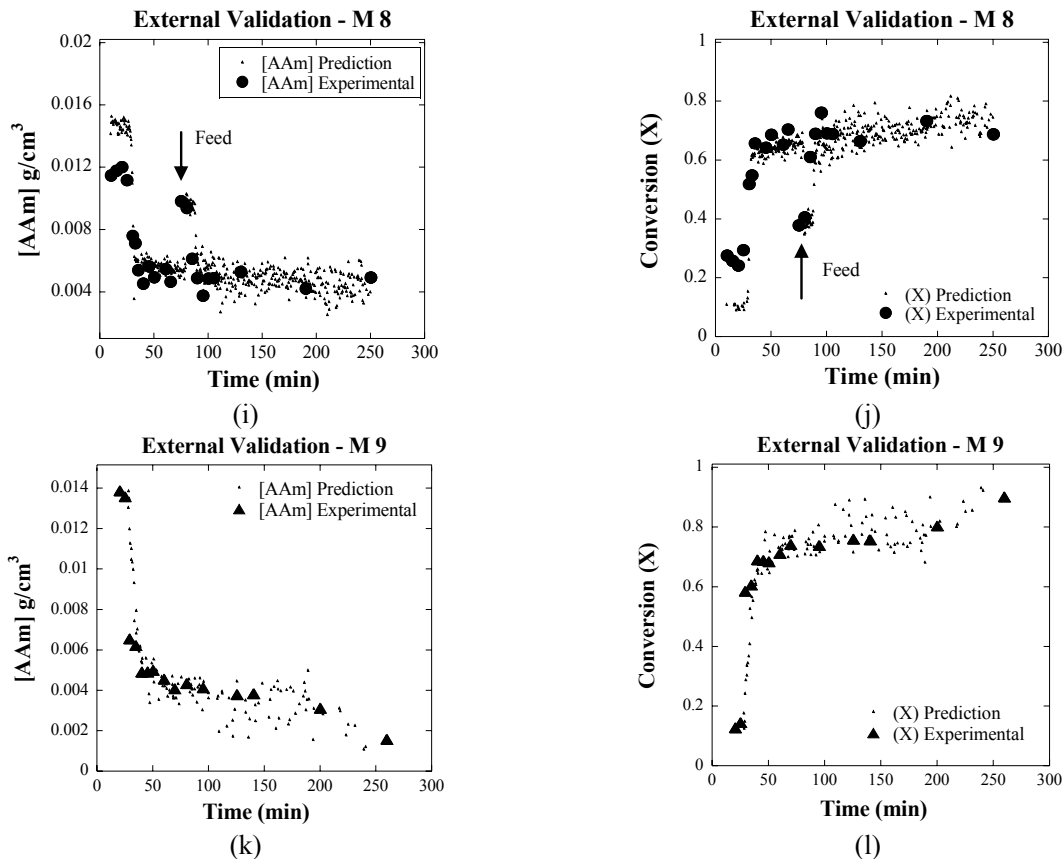 External Validation - M 8
0.02
0.016
0.012
0.008
0.004
[AAm] g/cm³
[AAm] Prediction
[AAm] Experimental
Feed
0 50 100 150 200 250 300
Time (min)
(i)
External Validation - M 8
1
0.8
0.6
0.4
0.2
0
Conversion (X)
Feed
(X) Prediction
(X) Experimental
0 50 100 150 200 250 300
Time (min)
(j)
External Validation - M 9
0.014
0.012
0.01
0.008
0.006
0.004
0.002
0
[AAm] g/cm³
[AAm] Prediction
[AAm] Experimental
0 50 100 150 200 250 300
Time (min)
(k)
External Validation - M 9
1
0.8
0.6
0.4
0.2
0
Conversion (X)
(X) Prediction
(X) Experimental
0 50 100 150 200 250 300
Time (min)
(l)